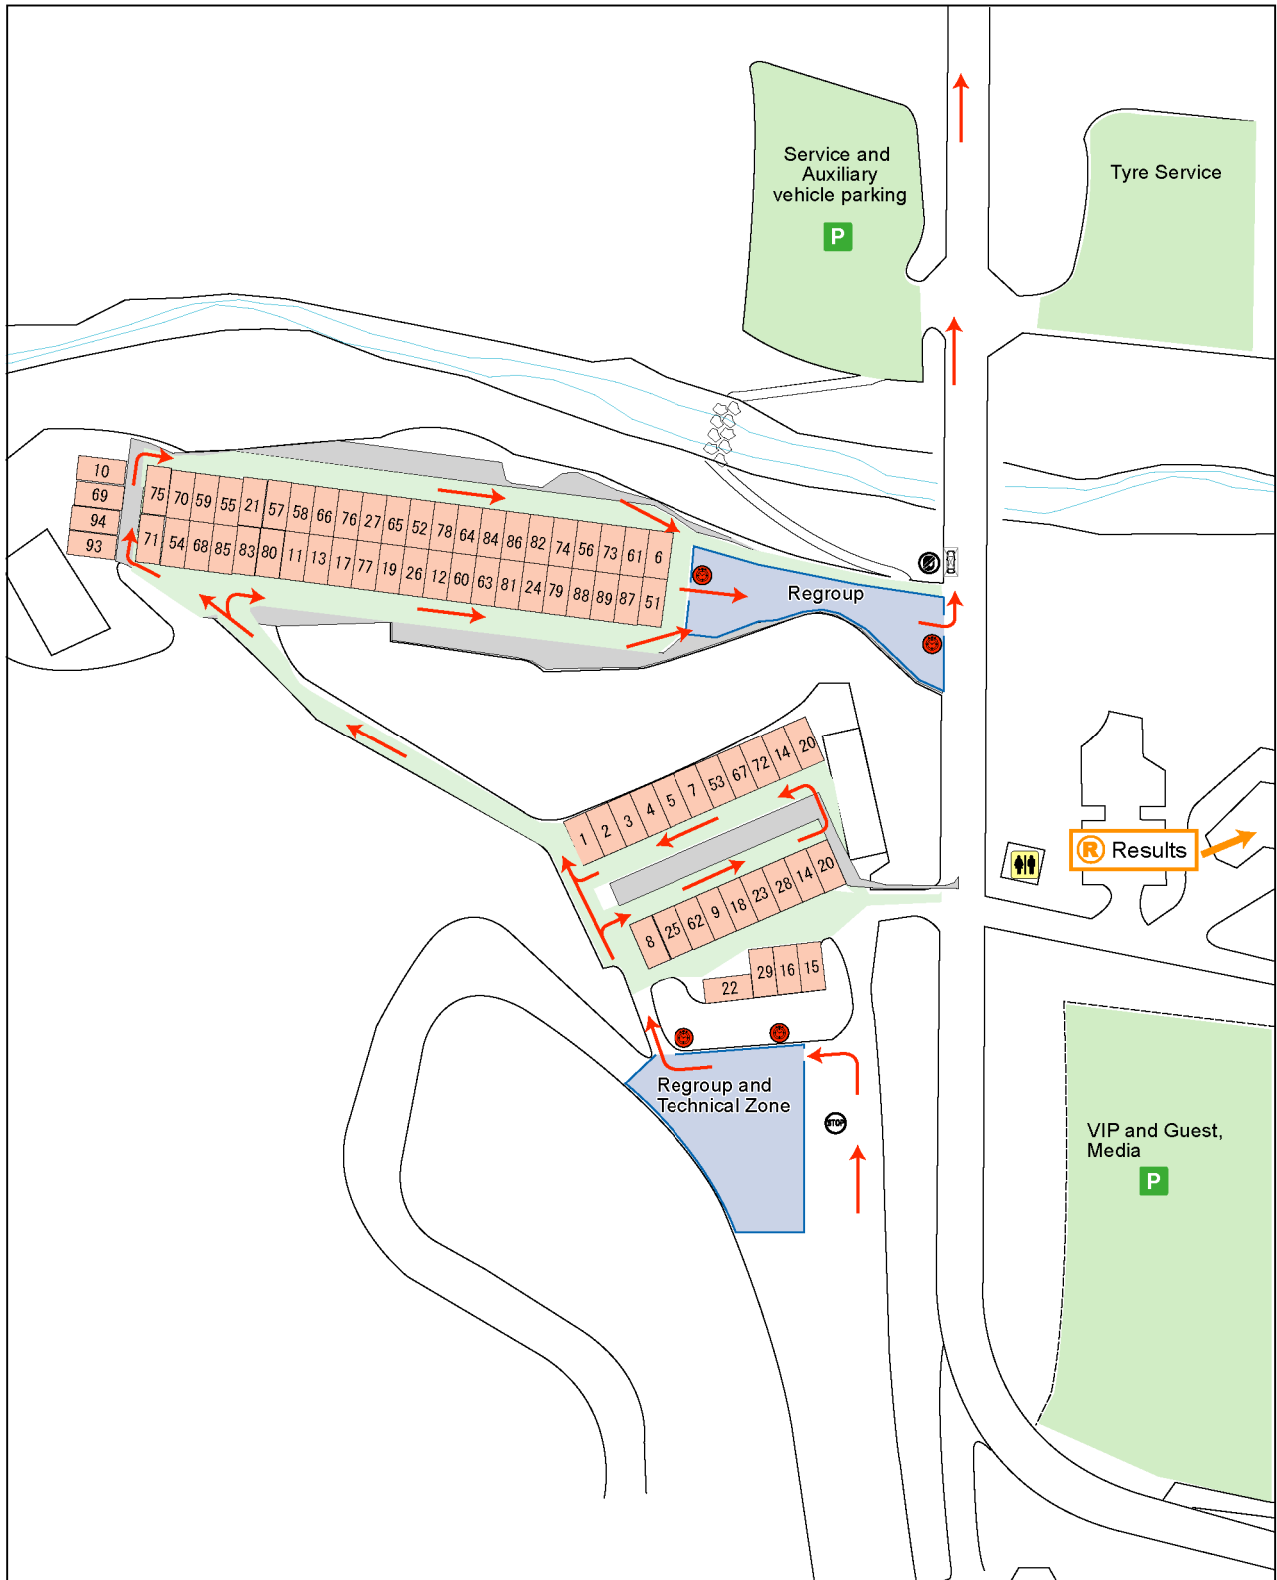 Service and
Auxiliary
vehicle parking
P
Tyre Service
10
69
94
93
75 70 59 55 21 57 58 66 76 27 65 52 78 64 84 86 82 74 56 73 61 6
71 54 68 85 83 80 11 13 17 77 19 26 12 60 63 81 24 79 88 89 87 51
Regroup
1 2 3 4 5 7 53 67 72 14 20
8 25 62 9 18 23 28 14 20
22 29 16 15
R Results
Regroup and
Technical Zone
STOP
VIP and Guest,
Media
P